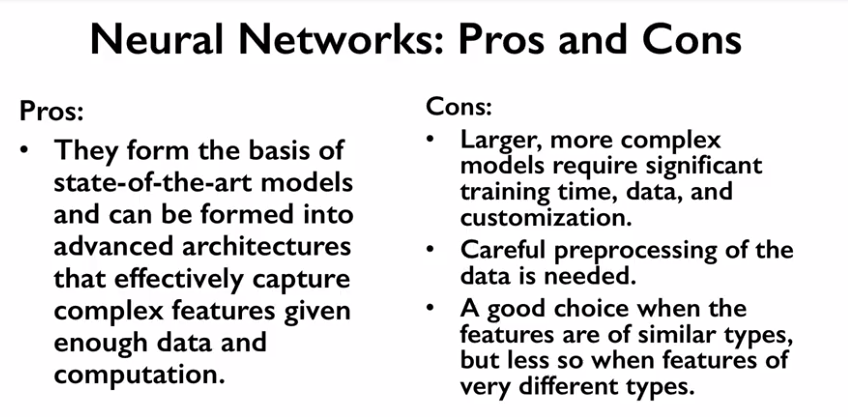 Neural Networks: Pros and Cons
Pros:
• They form the basis of
state-of-the-art models
and can be formed into
advanced architectures
that effectively capture
complex features given
enough data and
computation.
Cons:
• Larger, more complex
models require significant
training time, data, and
customization.
• Careful preprocessing of the
data is needed.
• A good choice when the
features are of similar types,
but less so when features of
very different types.